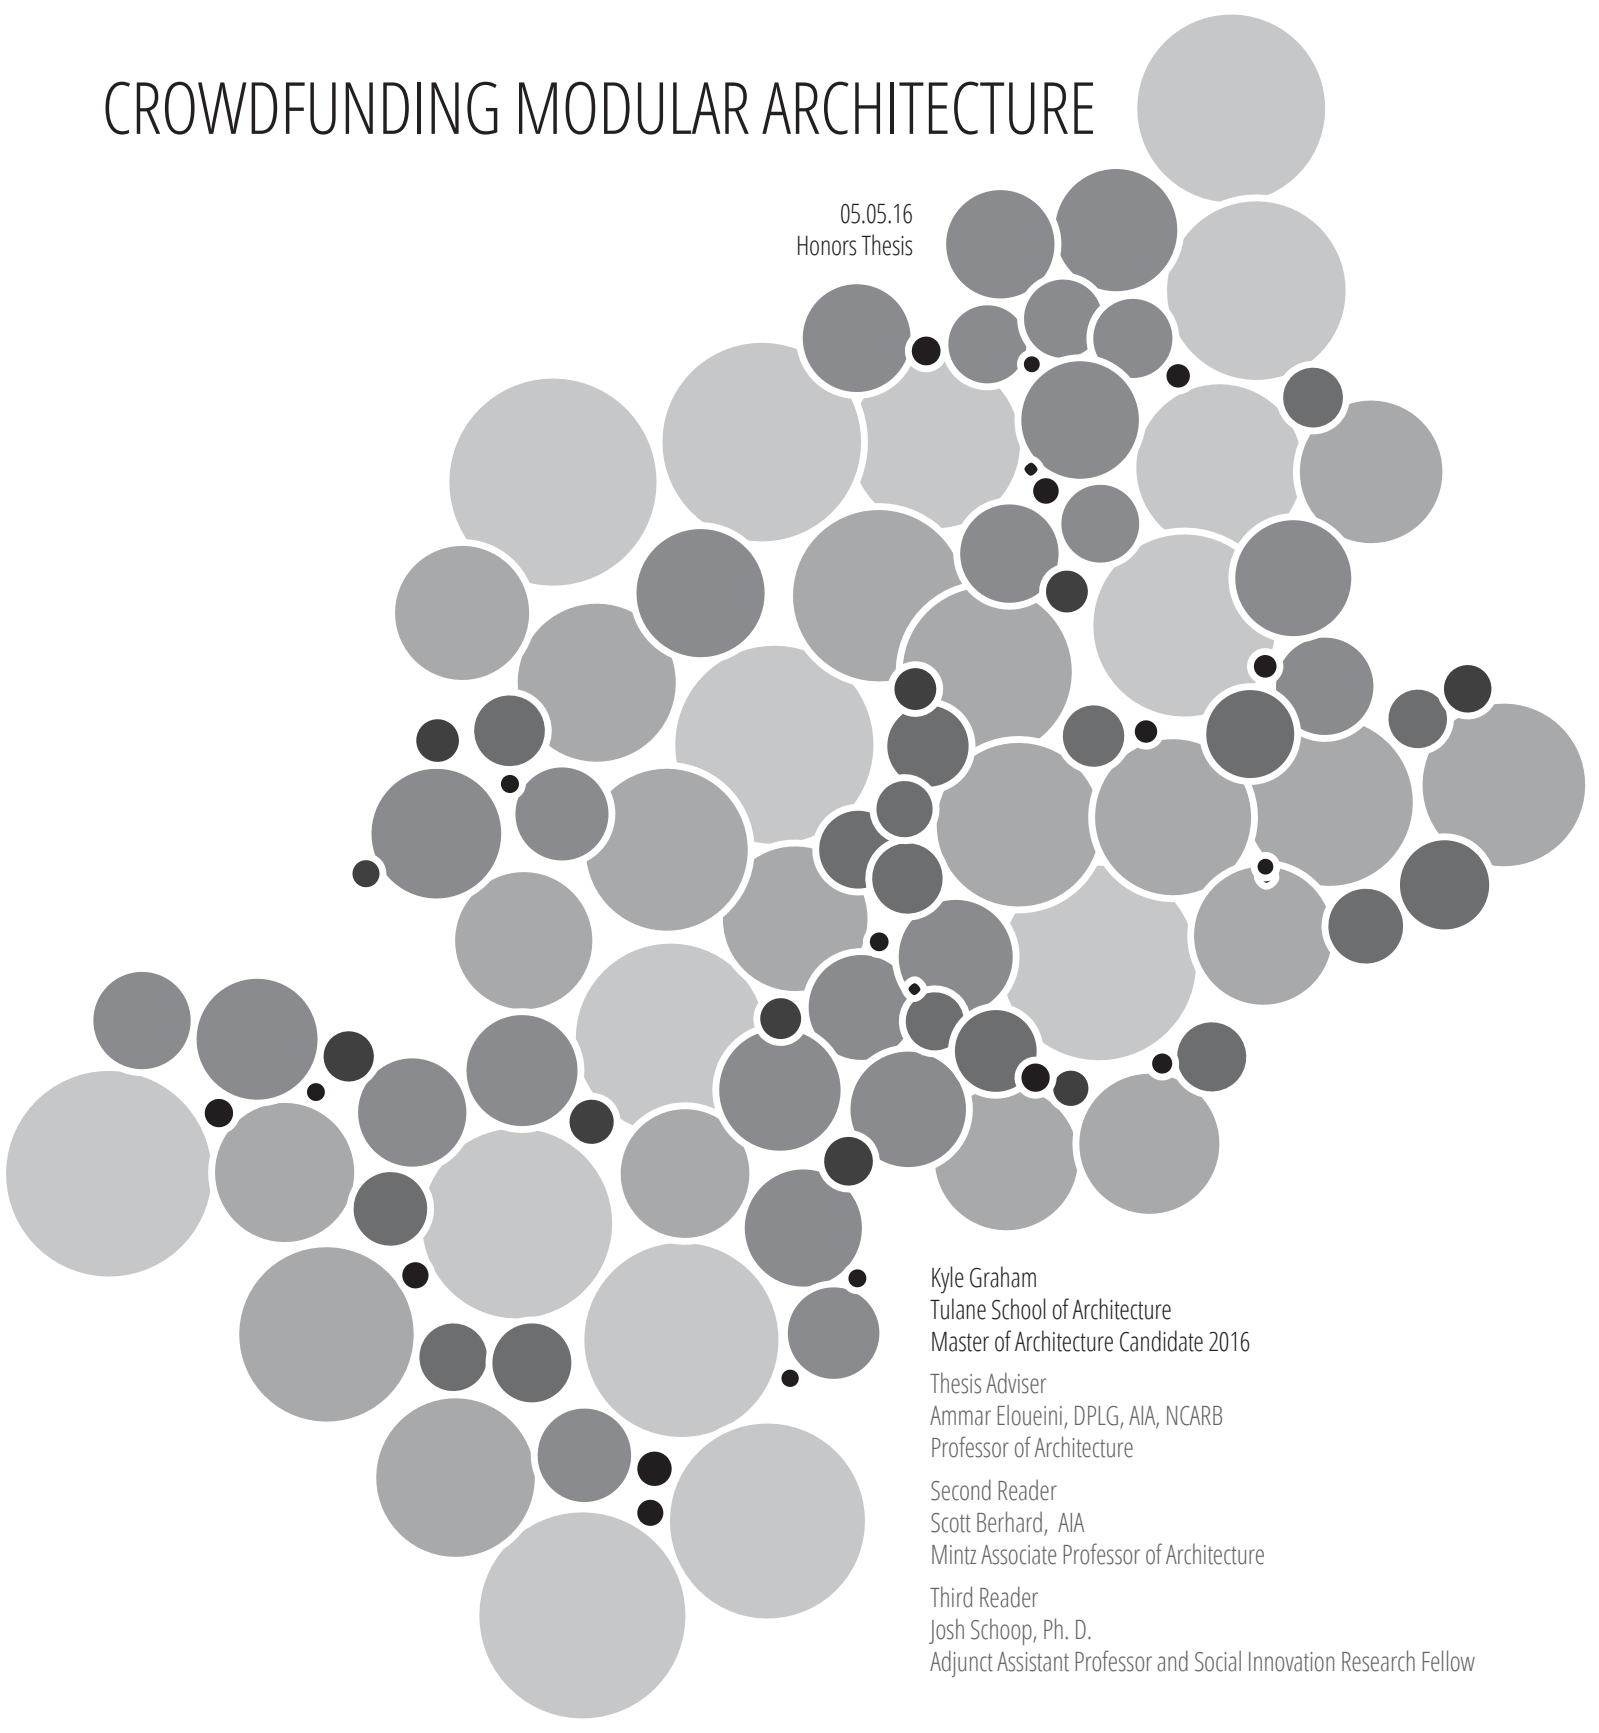 CROWDFUNDING MODULAR ARCHITECTURE
05.05.16
Honors Thesis
Kyle Graham
Tulane School of Architecture
Master of Architecture Candidate 2016
Thesis Adviser
Ammar Eloueini, DPLG, AIA, NCARB
Professor of Architecture
Second Reader
Scott Berhard, AIA
Mintz Associate Professor of Architecture
Third Reader
Josh Schoop, Ph. D.
Adjunct Assistant Professor and Social Innovation Research Fellow